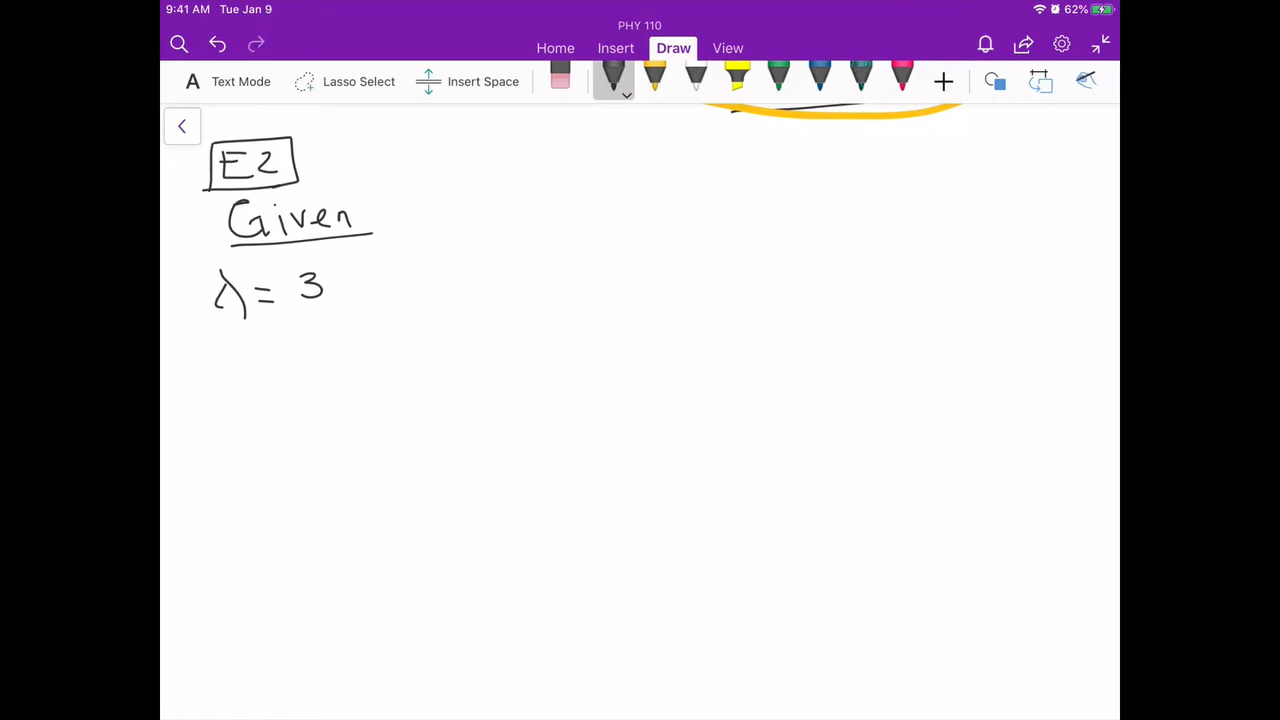 9:41 AM Tue Jan 9
62%
PHY 110
Home Insert Draw View
A Text Mode Lasso Select Insert Space
E2
Given
λ = 3